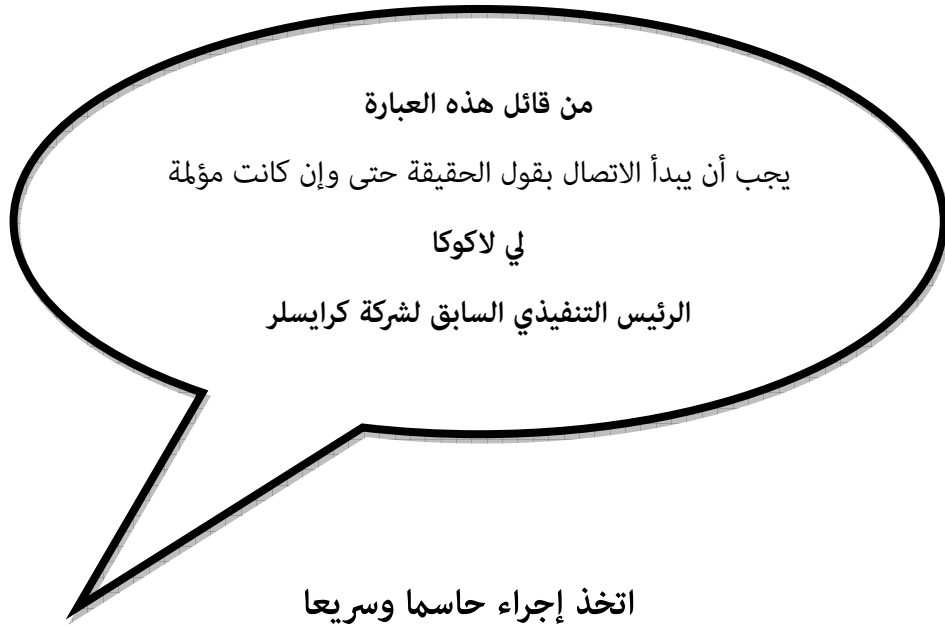 من قائل هذه العبارة
يجب أن يبدأ الاتصال بقول الحقيقة حتى وإن كانت مؤلمة
لي لاكوكا
الرئيس التنفيذي السابق لشركة كرايسلر
اتخذ إجراء حاسما وسريعا